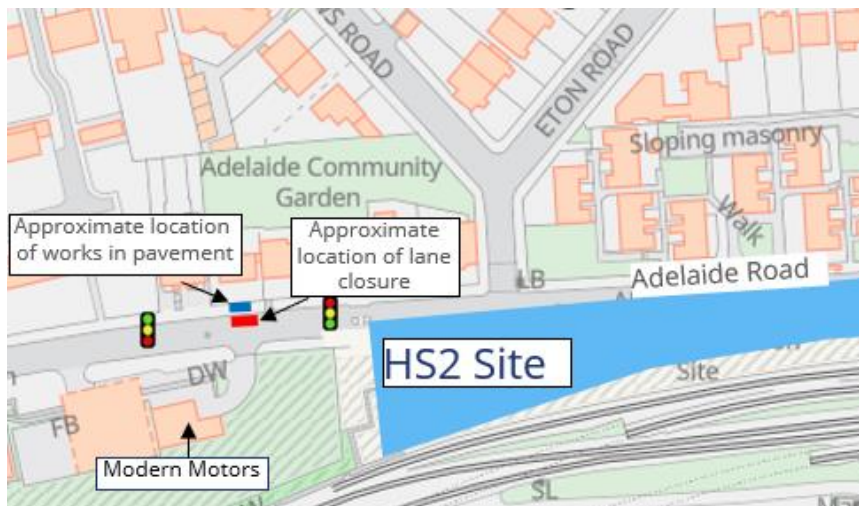 NS ROAD
ETON ROAD
Sloping masonry
Adelaide Community
Garden
Walk
Approximate location
of works in pavement
Approximate
location of lane
closure
LB
Adelaide Road
HS2 Site
Site
DW
FB
Modern Motors
SL